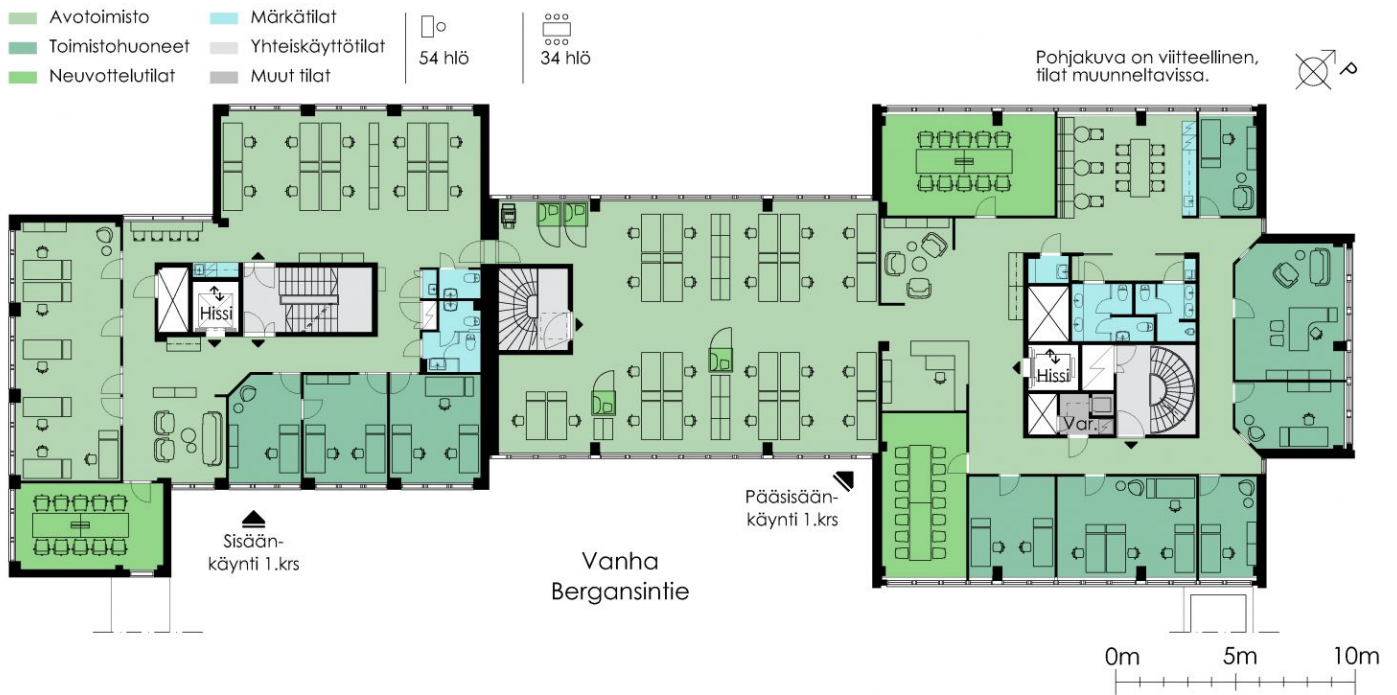 Avotoimisto
Toimistohuoneet
Neuvottelutilat
Märkätilat
Yhteiskäyttötilat
Muut tilat
54 hlö
34 hlö
Pohjakuva on viitteellinen,
tilat muunneltavissa.
P
Hissi
Hissi
Var.
Sisään-
käynti 1.krs
Pääsisään-
käynti 1.krs
Vanha
Bergansintie
0m 5m 10m